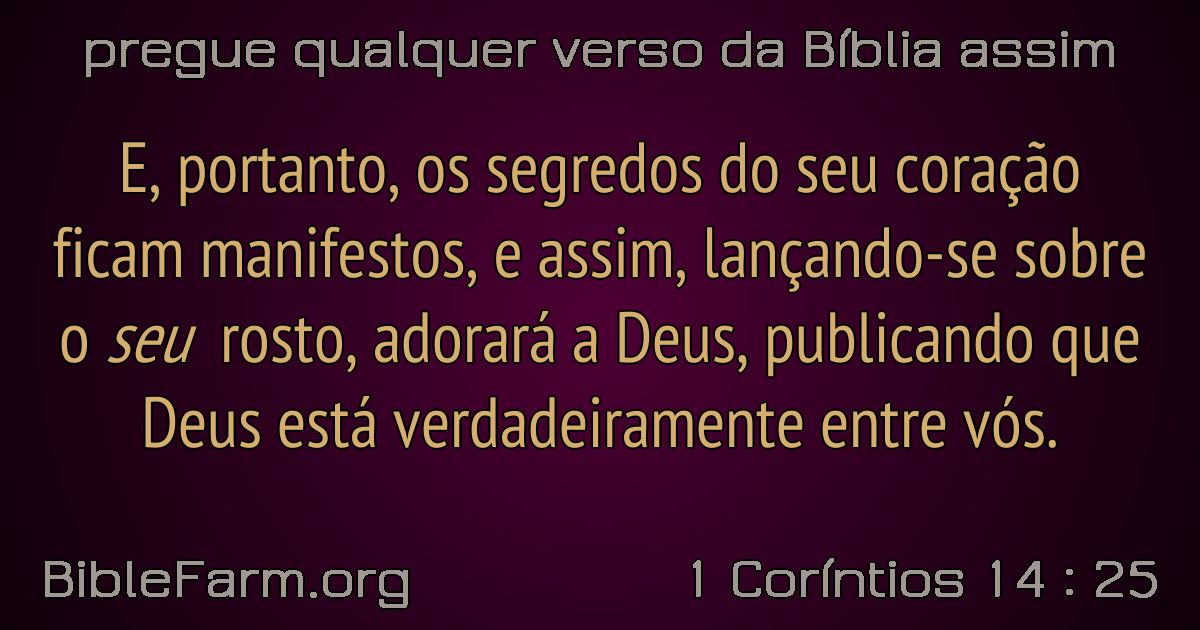 pregue qualquer verso da Bíblia assim
E, portanto, os segredos do seu coração
ficam manifestos, e assim, lançando-se sobre
o seu rosto, adorará a Deus, publicando que
Deus está verdadeiramente entre vós.
BibleFarm.org
1 Coríntios 14 : 25